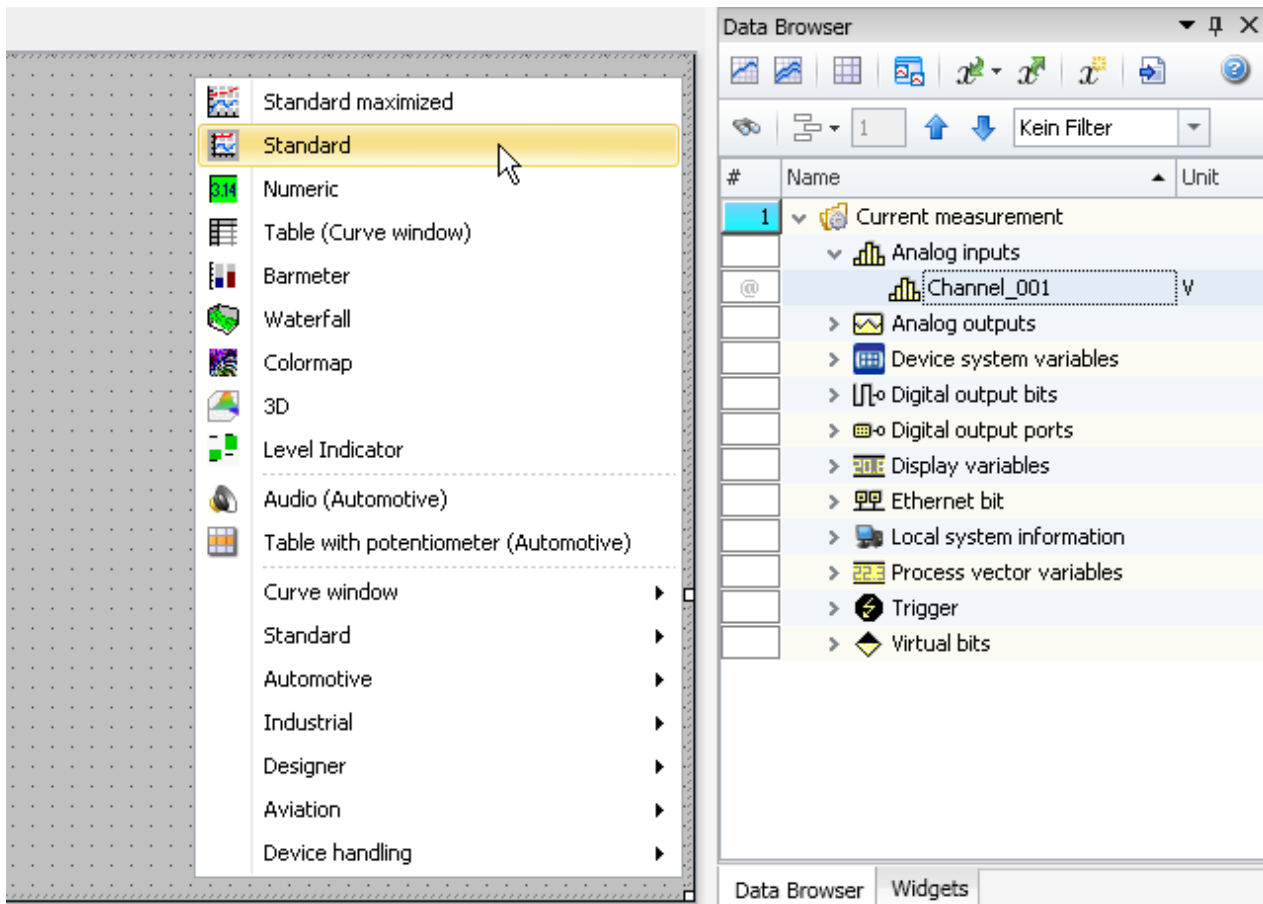 Standard maximized
Standard
3.14 Numeric
Table (Curve window)
Barmeter
Waterfall
Colormap
3D
Level Indicator
Audio (Automotive)
Table with potentiometer (Automotive)
Curve window
Standard
Automotive
Industrial
Designer
Aviation
Device handling
Data Browser
1 Kein Filter
# Name Unit
1 Current measurement
Analog inputs
@ Channel_001 V
Analog outputs
Device system variables
Digital output bits
Digital output ports
Display variables
Ethernet bit
Local system information
22.3 Process vector variables
Trigger
Virtual bits
Data Browser Widgets